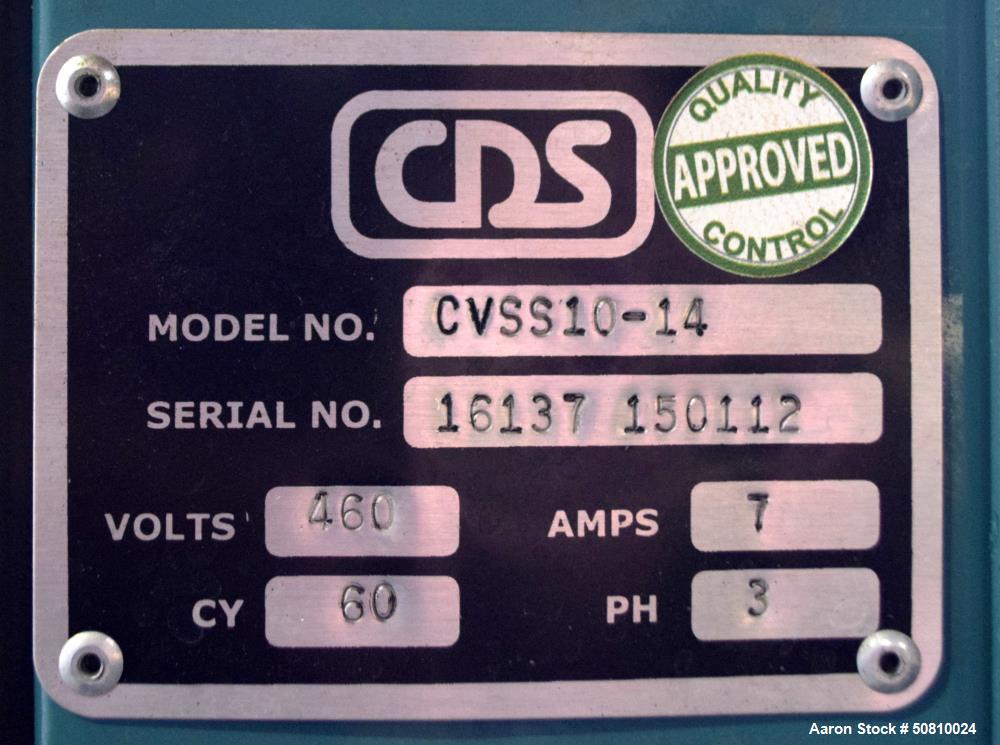 CDS
QUALITY
APPROVED
CONTROL
MODEL NO. CVSS10-14
SERIAL NO. 16137 150112
VOLTS 460 AMPS 7
CY 60 PH 3
Aaron Stock # 50810024